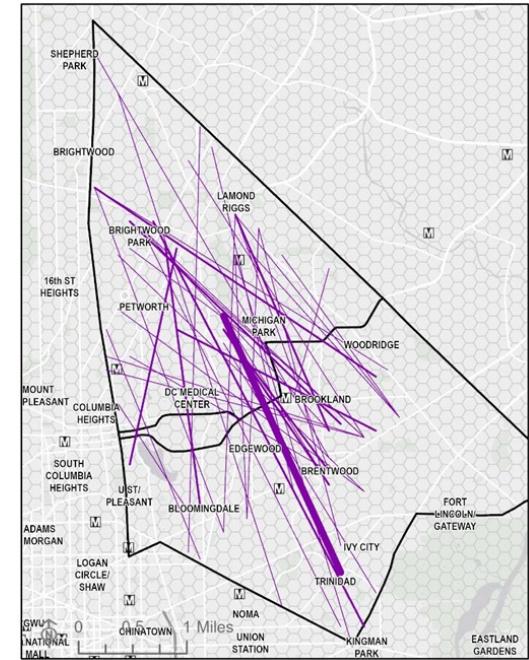 SHEPHERD
PARK
M
M
BRIGHTWOOD
LAMOND
RIGGS
BRIGHTWOOD
PARK
M
M
16th ST
HEIGHTS
PETWORTH
MICHIGAN
PARK
WOODRIDGE
M
MOUNT
PLEASANT
DC MEDICAL
CENTER
M
BROOKLAND
COLUMBIA
HEIGHTS
M
EDGEWOOD
SOUTH
COLUMBIA
HEIGHTS
BRENTWOOD
M
U ST/
PLEASANT
BLOOMINGDALE
FORT
LINCOLN/
GATEWAY
ADAMS
MORGAN
M
M
IVY CITY
LOGAN
CIRCLE/
SHAW
TRINIDAD
M
M
NOMA
GWU
N
0 0.5 1 Miles
CHINATOWN
UNION
STATION
KINGMAN
PARK
EASTLAND
GARDENS
NATIONAL
MALL